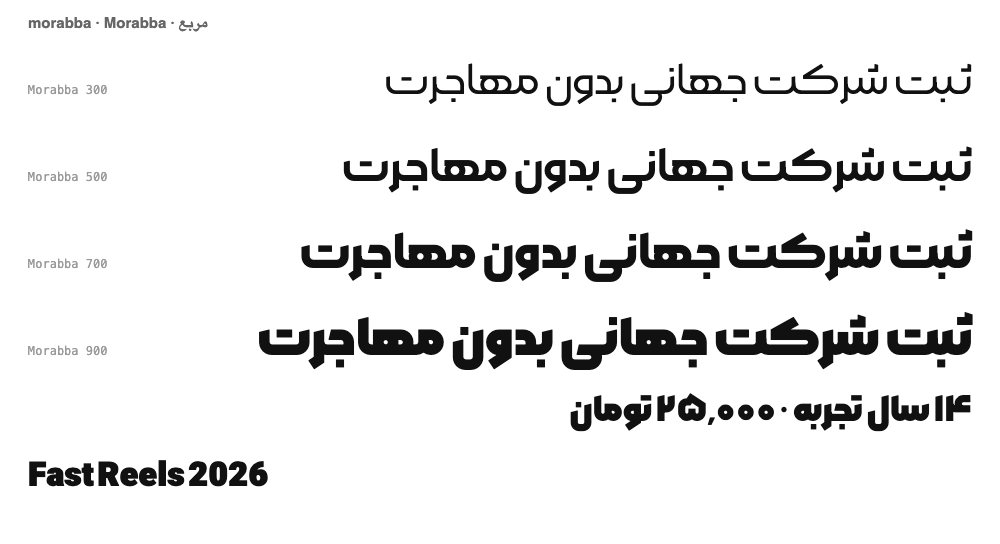 morabba · Morabba · مربع
Morabba 300
ثبت شرکت جهانی بدون مهاجرت
Morabba 500
ثبت شرکت جهانی بدون مهاجرت
Morabba 700
ثبت شرکت جهانی بدون مهاجرت
Morabba 900
ثبت شرکت جهانی بدون مهاجرت
۱۴ سال تجربه · ۲۵,۰۰۰ تومان
Fast Reels 2026